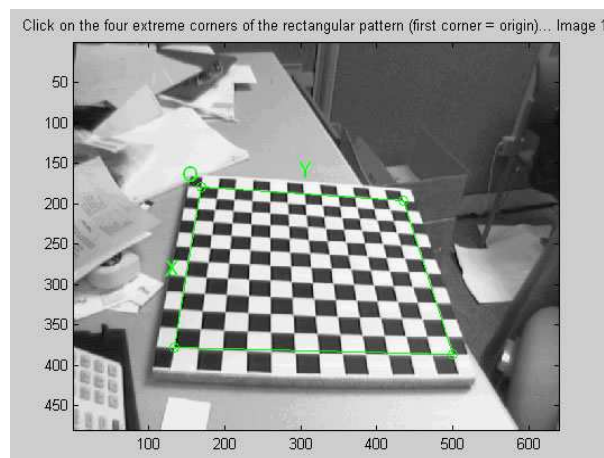 Click on the four extreme corners of the rectangular pattern (first corner = origin)... Image 1
50
100
150
200
250
300
350
400
450
O
Y
X
100 200 300 400 500 600